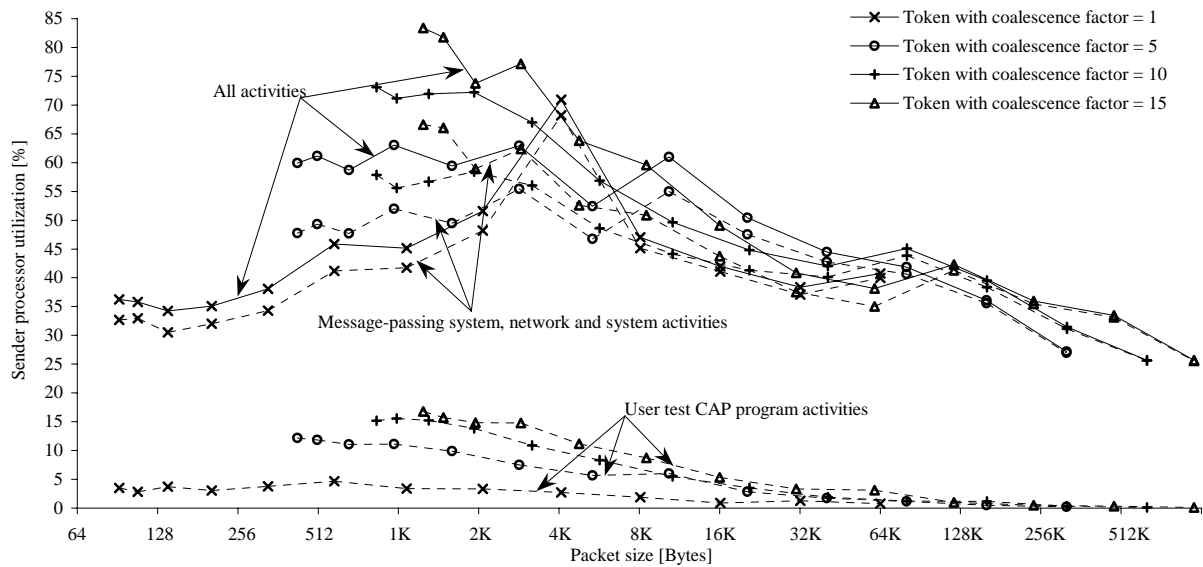 85
80
75
70
65
60
55
50
45
40
35
30
25
20
15
10
5
0
Sender processor utilization [%]
Token with coalescence factor = 1
Token with coalescence factor = 5
Token with coalescence factor = 10
Token with coalescence factor = 15
All activities
Message-passing system, network and system activities
User test CAP program activities
64 128 256 512 1K 2K 4K 8K 16K 32K 64K 128K 256K 512K
Packet size [Bytes]